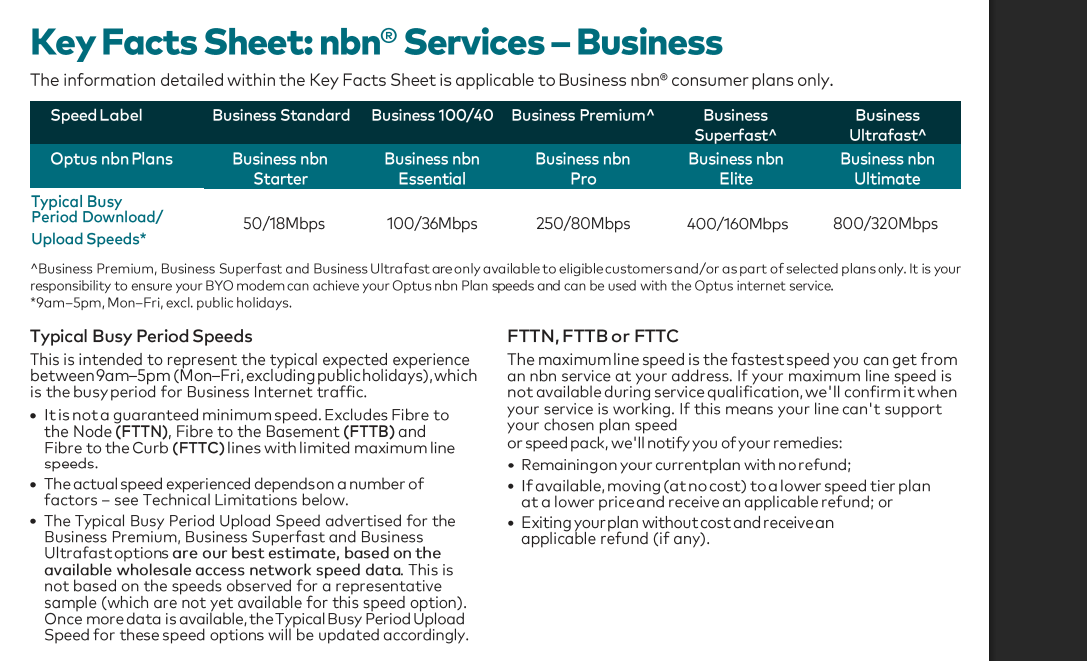 Key Facts Sheet: nbn® Services – Business
The information detailed within the Key Facts Sheet is applicable to Business nbn® consumer plans only.
Speed Label Business Standard Business 100/40 Business Premium^ Business Superfast^ Business Ultrafast^
Optus nbn Plans Business nbn Starter Business nbn Essential Business nbn Pro Business nbn Elite Business nbn Ultimate
Typical Busy
Period Download/
Upload Speeds* 50/18Mbps 100/36Mbps 250/80Mbps 400/160Mbps 800/320Mbps
^Business Premium, Business Superfast and Business Ultrafast are only available to eligible customers and/or as part of selected plans only. It is your
responsibility to ensure your BYO modem can achieve your Optus nbn Plan speeds and can be used with the Optus internet service.
*9am–5pm, Mon–Fri, excl. public holidays.
Typical Busy Period Speeds
This is intended to represent the typical expected experience
between 9am–5pm (Mon–Fri, excluding public holidays), which
is the busy period for Business Internet traffic.
• It is not a guaranteed minimum speed. Excludes Fibre to
the Node (FTTN), Fibre to the Basement (FTTB) and
Fibre to the Curb (FTTC) lines with limited maximum line
speeds.
• The actual speed experienced depends on a number of
factors – see Technical Limitations below.
• The Typical Busy Period Upload Speed advertised for the
Business Premium, Business Superfast and Business
Ultrafast options are our best estimate, based on the
available wholesale access network speed data. This is
not based on the speeds observed for a representative
sample (which are not yet available for this speed option).
Once more data is available, the Typical Busy Period Upload
Speed for these speed options will be updated accordingly.
FTTN, FTTB or FTTC
The maximum line speed is the fastest speed you can get from
an nbn service at your address. If your maximum line speed is
not available during service qualification, we'll confirm it when
your service is working. If this means your line can't support
your chosen plan speed
or speed pack, we'll notify you of your remedies:
• Remaining on your current plan with no refund;
• If available, moving (at no cost) to a lower speed tier plan
at a lower price and receive an applicable refund; or
• Exiting your plan without cost and receive an
applicable refund (if any).